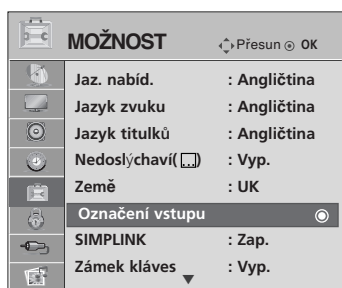 MOŽNOST Přesun OK
Jaz. nabíd. : Angličtina
Jazyk zvuku : Angličtina
Jazyk titulků : Angličtina
Nedoslýchaví( ) : Vyp.
Země : UK
Označení vstupu
SIMPLINK : Zap.
Zámek kláves : Vyp.